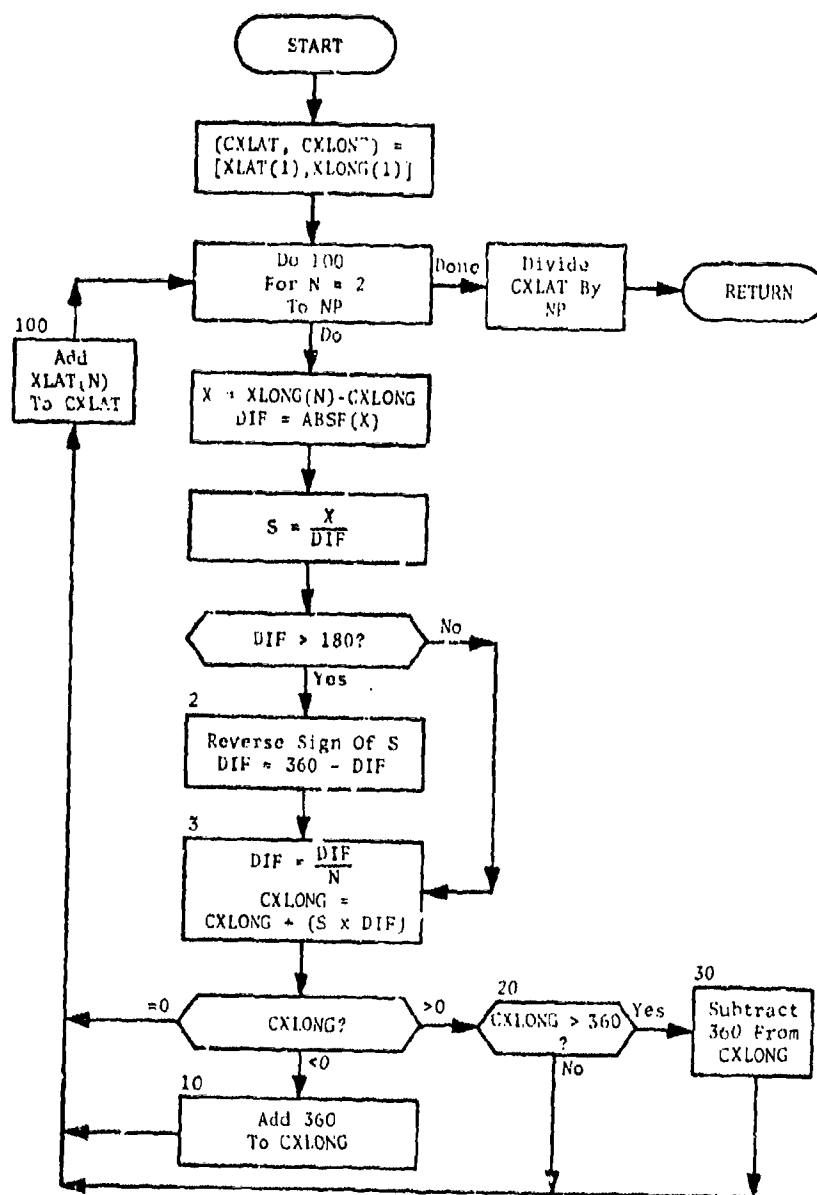 START
(CXLAT, CXLONG) =
[XLAT(1),XLONG(1)]
Do 100
For N = 2
To NP
Done
Divide
CXLAT By
NP
RETURN
Do
100
Add
XLAT(N)
To CXLAT
X = XLONG(N)-CXLONG
DIF = ABSF(X)
S = X
DIF
DIF > 180?
No
Yes
2
Reverse Sign Of S
DIF = 360 - DIF
3
DIF = DIF
N
CXLONG =
CXLONG + (S x DIF)
=0
CXLONG?
>0
20
CXLONG > 360
?
Yes
30
Subtract
360 From
CXLONG
<0
No
10
Add 360
To CXLONG